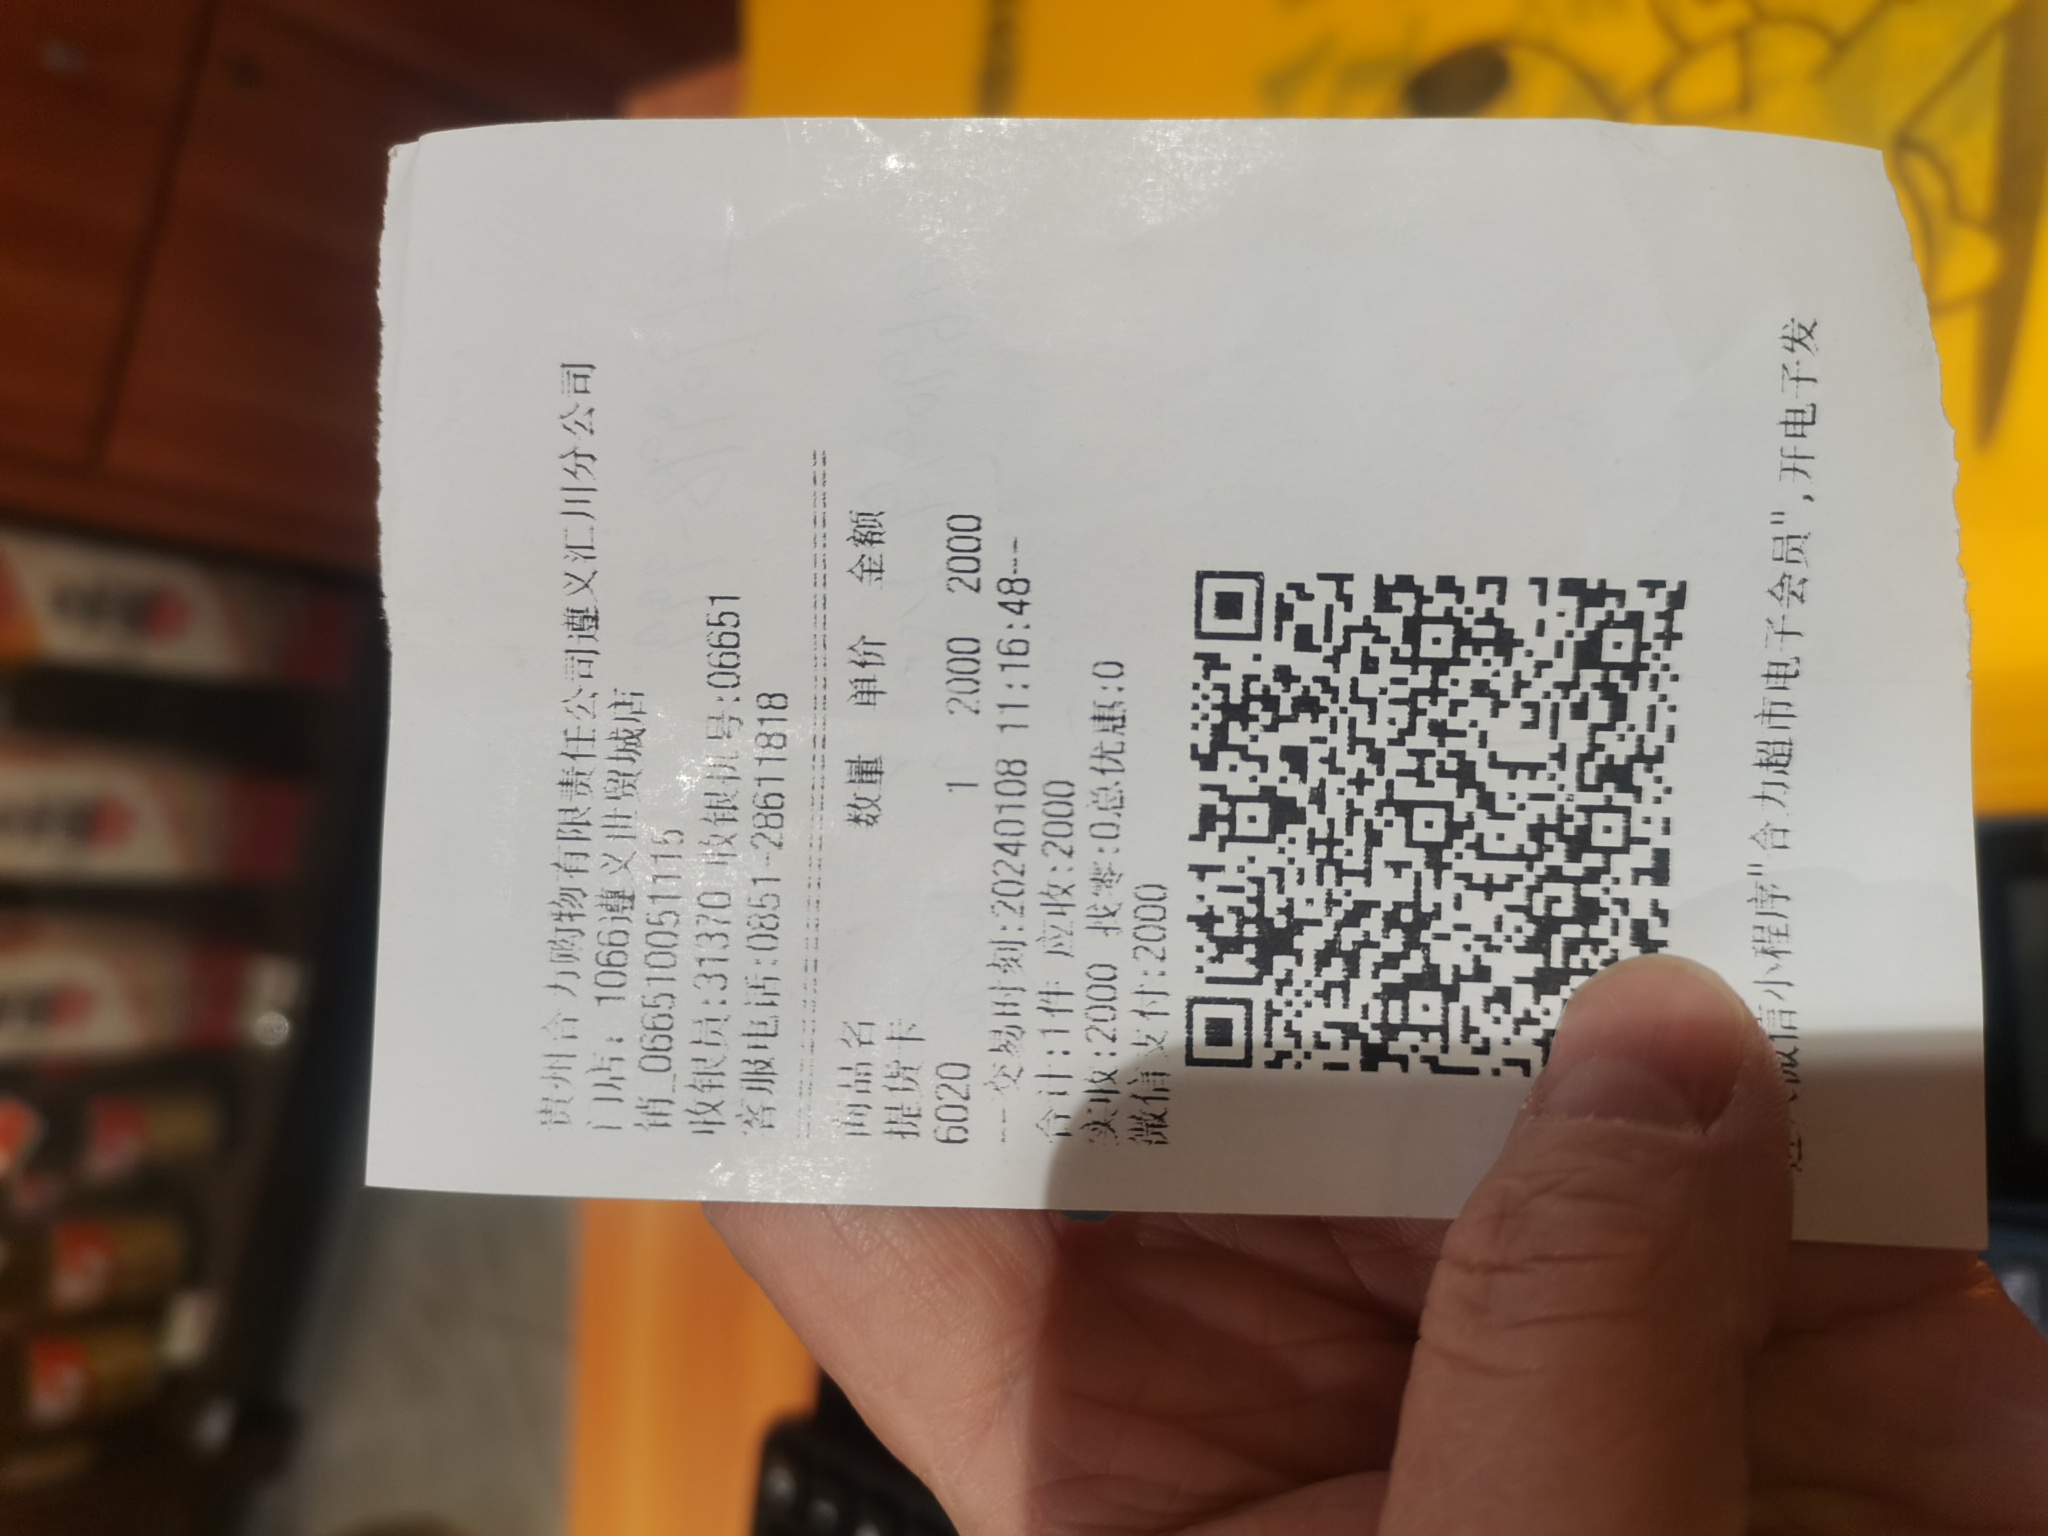 贵州合力购物有限责任公司遵义汇川分公司
门店: 1066遵义世贸城店
销_0665100511115
收银员:31370 收银机号:06651
客服电话:0851-28611818
商品名 数量 单价 金额
提货卡
6020 1 2000 2000
---交易时刻:20240108 11:16:48---
合计:1件 应收:2000
实收:2000 找零:0总优惠:0
微信支付:2000
微信小程序"合力超市电子会员",开电子发